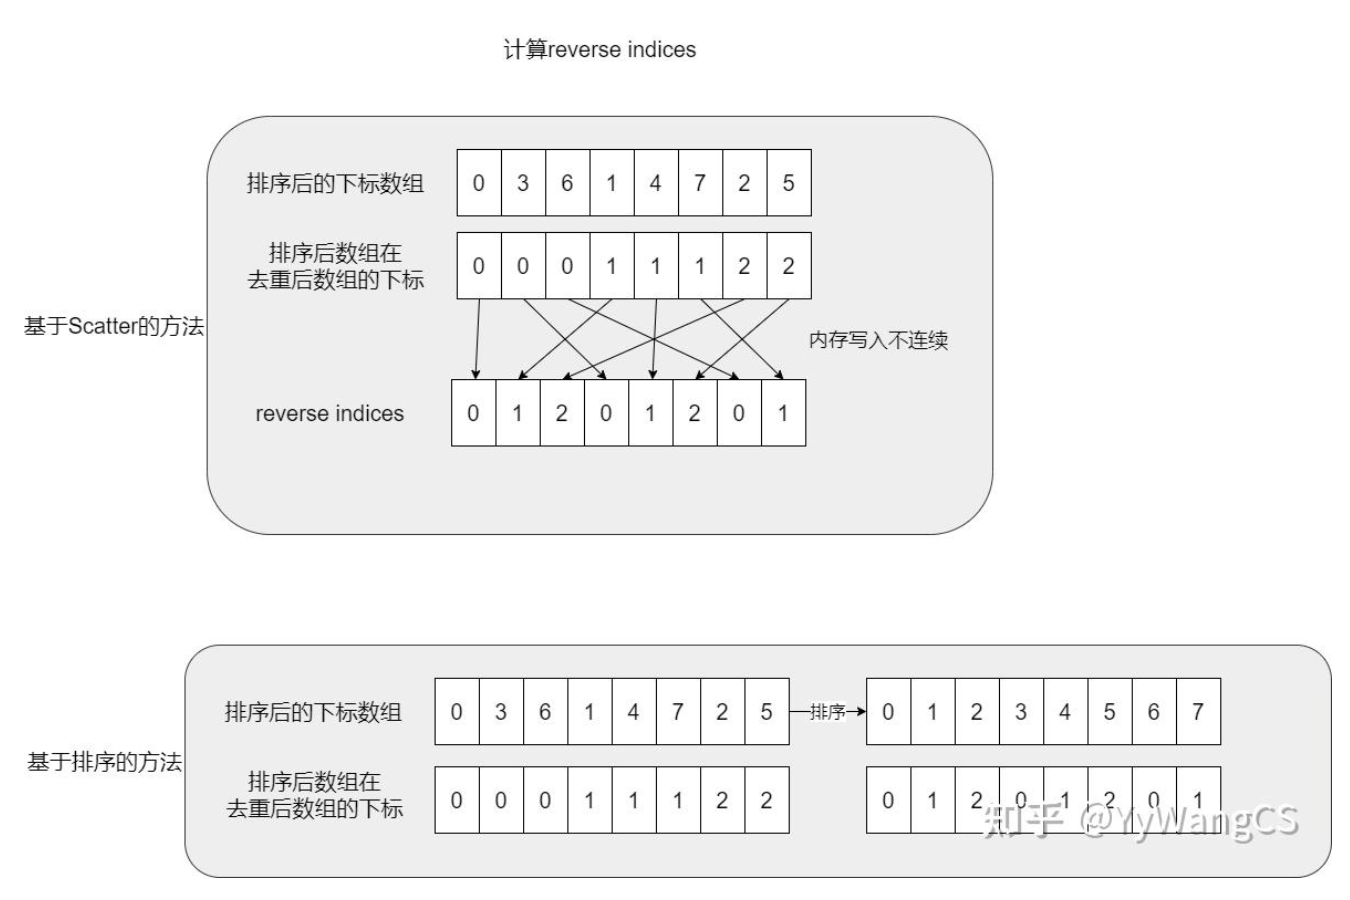 计算reverse indices
排序后的下标数组
0 3 6 1 4 7 2 5
排序后数组在
去重后数组的下标
0 0 0 1 1 1 2 2
基于Scatter的方法
内存写入不连续
reverse indices
0 1 2 0 1 2 0 1
排序后的下标数组
0 3 6 1 4 7 2 5
排序
0 1 2 3 4 5 6 7
基于排序的方法
排序后数组在
去重后数组的下标
0 0 0 1 1 1 2 2
0 1 2 0 1 2 0 1
知乎 @YyWangCS